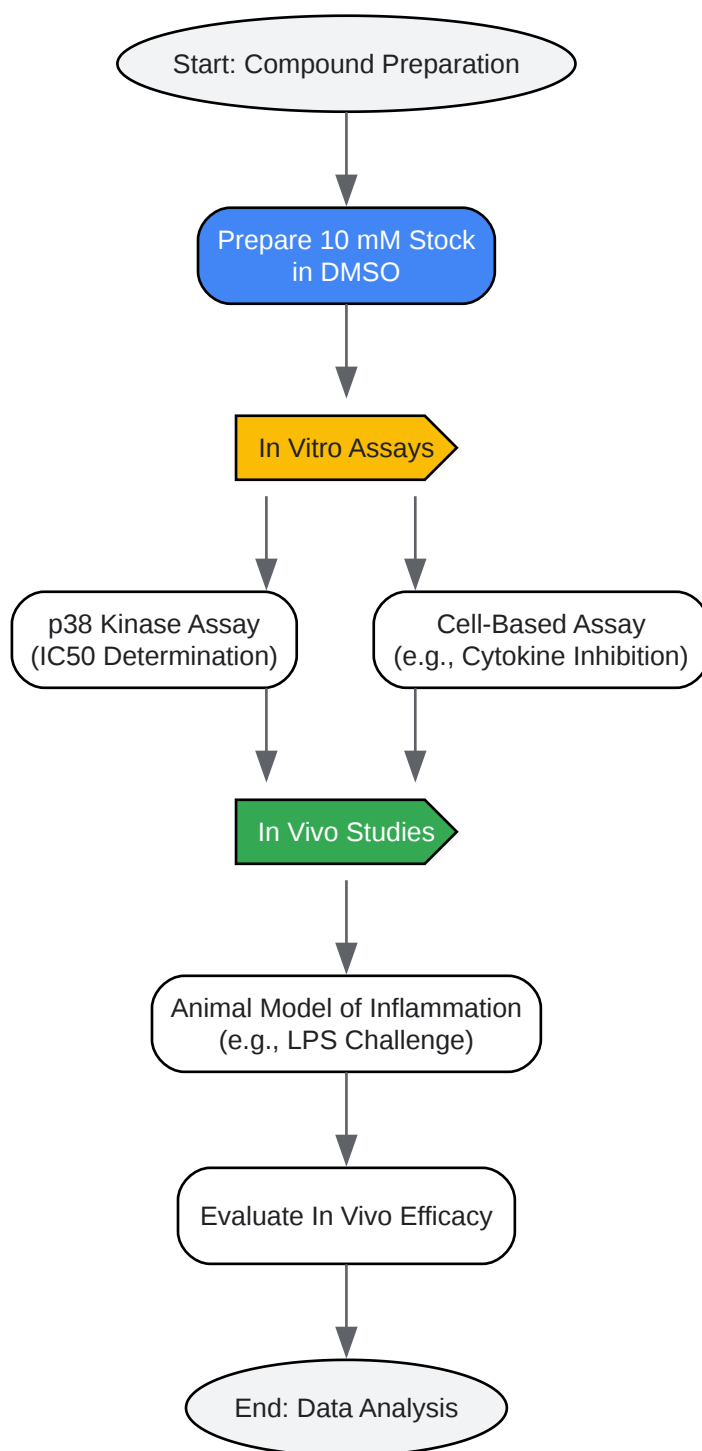 Start: Compound Preparation
Prepare 10 mM Stock
in DMSO
In Vitro Assays
p38 Kinase Assay
(IC50 Determination)
Cell-Based Assay
(e.g., Cytokine Inhibition)
In Vivo Studies
Animal Model of Inflammation
(e.g., LPS Challenge)
Evaluate In Vivo Efficacy
End: Data Analysis